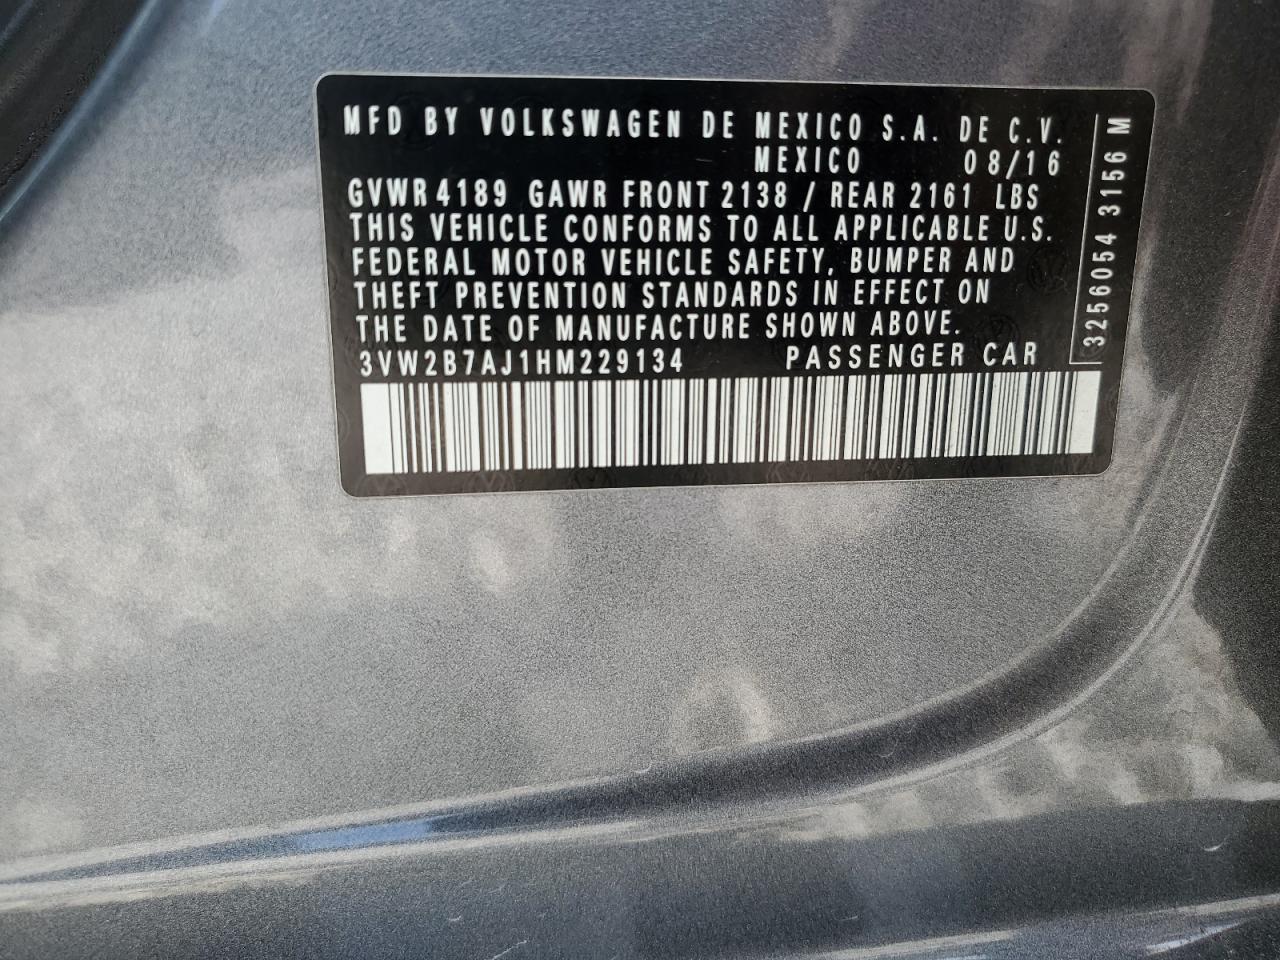 MFD BY VOLKSWAGEN DE MEXICO S.A. DE C.V.
MEXICO 08/16
GVWR 4189 GAWR FRONT 2138 / REAR 2161 LBS
THIS VEHICLE CONFORMS TO ALL APPLICABLE U.S.
FEDERAL MOTOR VEHICLE SAFETY, BUMPER AND
THEFT PREVENTION STANDARDS IN EFFECT ON
THE DATE OF MANUFACTURE SHOWN ABOVE.
3VW2B7AJ1HM229134 PASSENGER CAR
3256054 3156 M